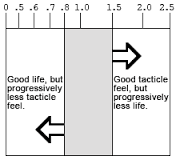 0 .5 .6 .7 .8 1.0 1.5 2.0 2.5
Good life, but
progressively
less tacticle
feel.
Good tacticle
feel, but
progressively
less life.